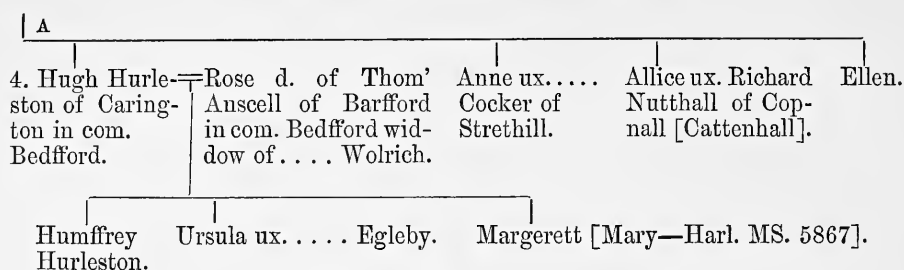 A
4. Hugh Hurle-
ston of Caring-
ton in com.
Bedfford.
Rose d. of Thom'
Anscell of Barfford
in com. Bedfford wid-
dow of .... Wolrich.
Anne ux.....
Cocker of
Strethill.
Allice ux. Richard
Nutthall of Cop-
nall [Cattenhall].
Ellen.
Humffrey
Hurleston.
Ursula ux..... Egleby.
Margerett [Mary—Harl. MS. 5867].